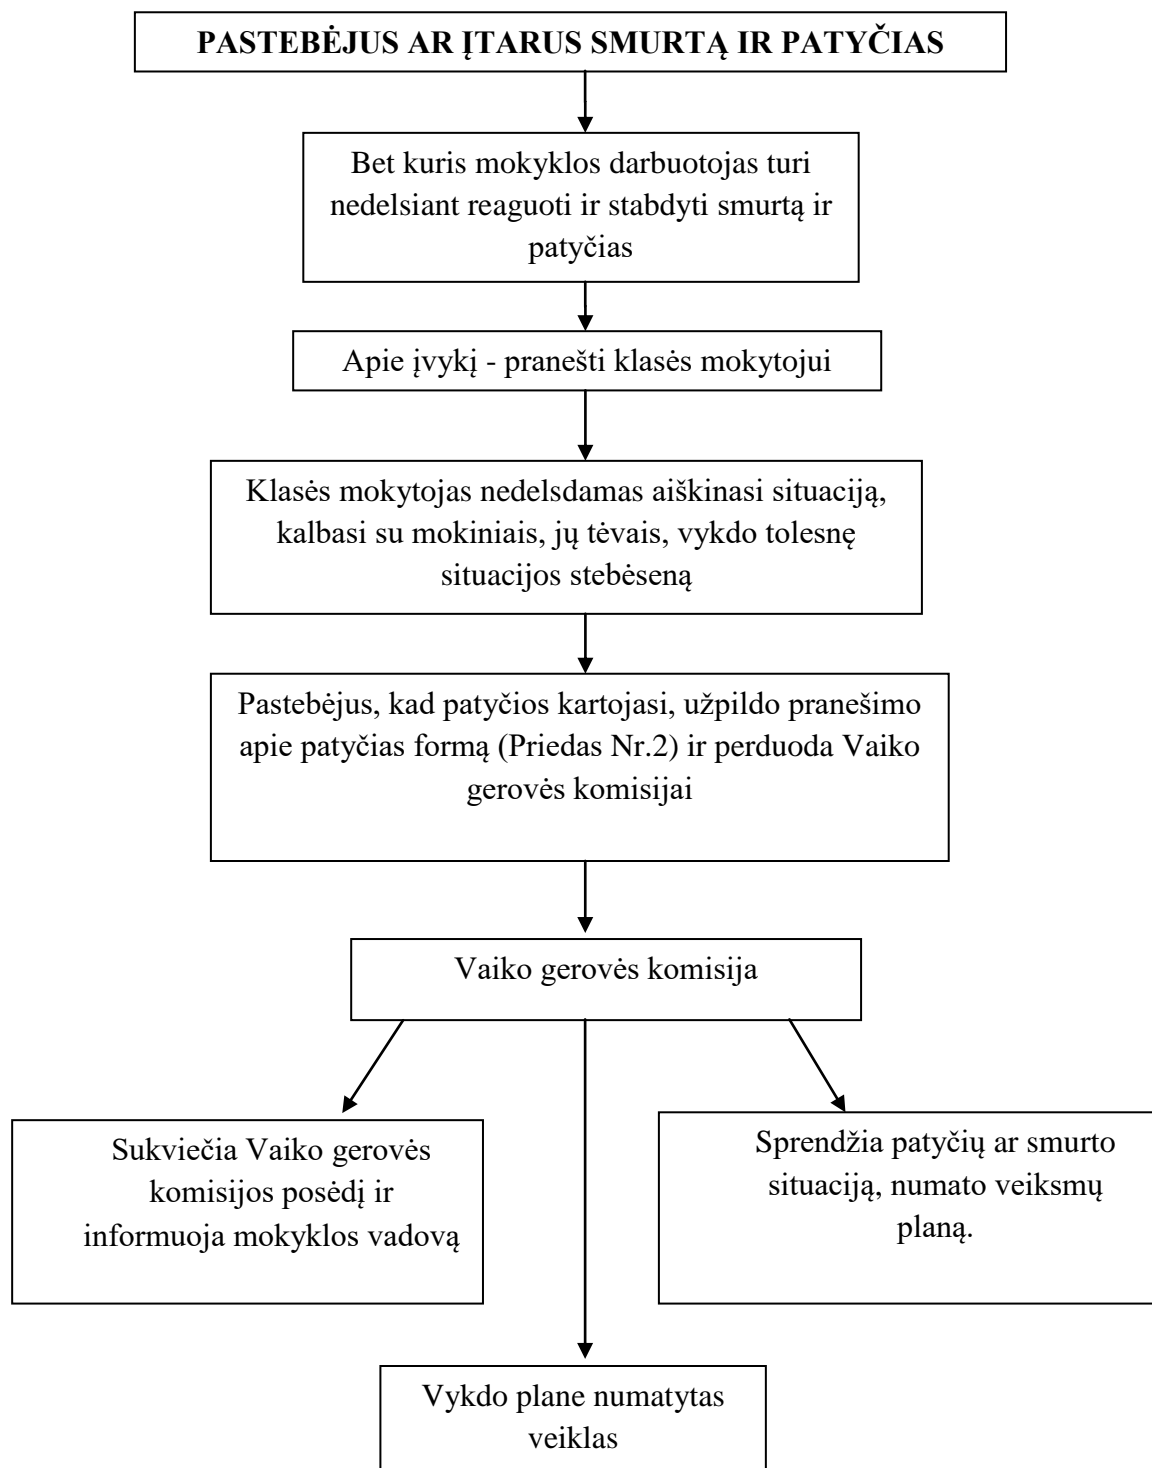 PASTEBĖJUS AR ĮTARUS SMURTĄ IR PATYČIAS
Bet kuris mokyklos darbuotojas turi
nedelsiant reaguoti ir stabdyti smurtą ir
patyčias
Apie įvykį - pranešti klasės mokytojui
Klasės mokytojas nedelsdamas aiškinasi situaciją,
kalbasi su mokiniais, jų tėvais, vykdo tolesnę
situacijos stebėseną
Pastebėjus, kad patyčios kartojasi, užpildo pranešimo
apie patyčias formą (Priedas Nr.2) ir perduoda Vaiko
gerovės komisijai
Vaiko gerovės komisija
Sukviečia Vaiko gerovės
komisijos posėdį ir
informuoja mokyklos vadovą
Sprendžia patyčių ar smurto
situaciją, numato veiksmų
planą.
Vykdo plane numatytas
veiklas